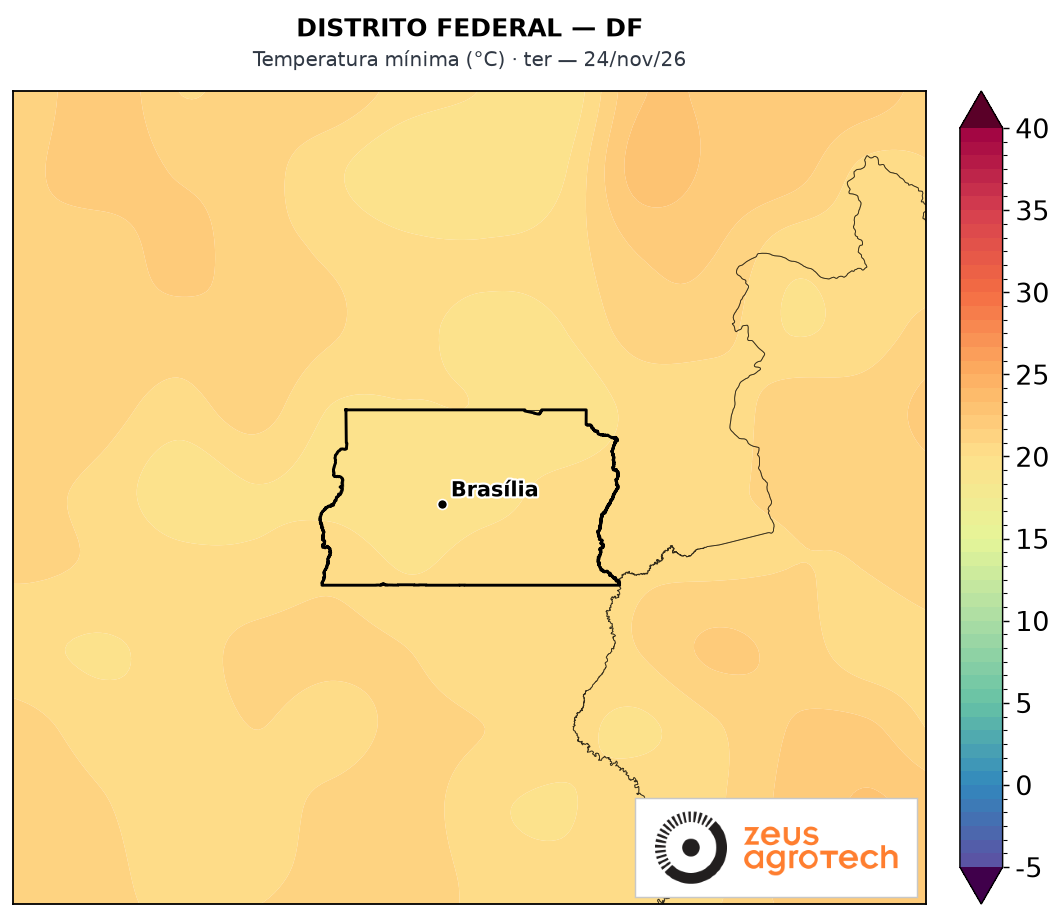 DISTRITO FEDERAL — DF
Temperatura mínima (°C) · ter — 24/nov/26
40
35
30
25
20
15
10
5
0
-5
Brasília
zeus
agrotech